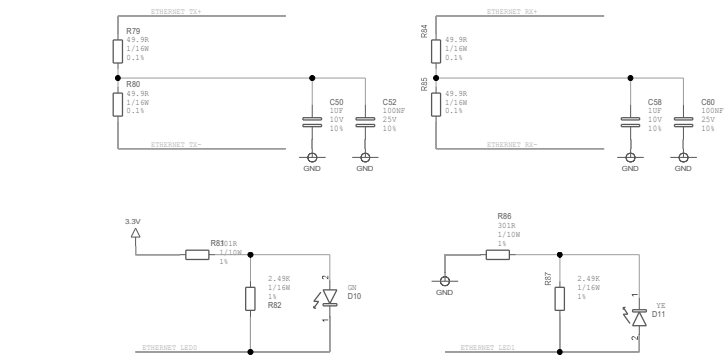 ETHERNET TX+
R79
49.9R
1/16W
0.1%
R80
49.9R
1/16W
0.1%
C50
1UF
10V
10%
C52
100NF
25V
10%
ETHERNET TX-
GND
GND
ETHERNET RX+
R84
49.9R
1/16W
0.1%
R85
49.9R
1/16W
0.1%
C58
1UF
10V
10%
C60
100NF
25V
10%
ETHERNET RX-
GND
GND
3.3V
R81
301R
1/10W
1%
2.49K
1/16W
1%
R82
2
GN
D10
1
ETHERNET LED0
R86
301R
1/10W
1%
GND
R87
2.49K
1/16W
1%
1
YE
D11
2
ETHERNET LED1